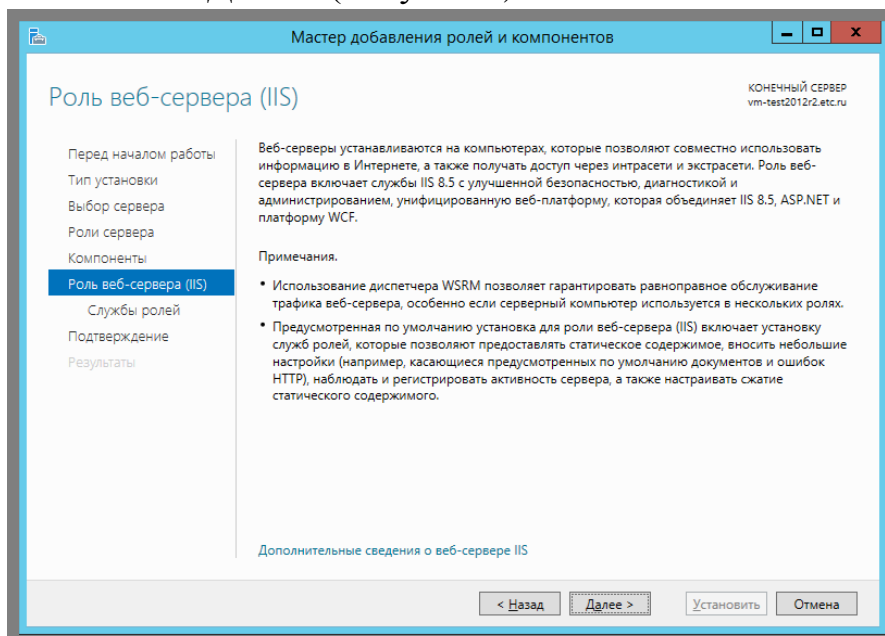 Мастер добавления ролей и компонентов
Роль веб-сервера (IIS)
КОНЕЧНЫЙ СЕРВЕР
vm-test2012r2.etc.ru
Перед началом работы
Тип установки
Выбор сервера
Роли сервера
Компоненты
Роль веб-сервера (IIS)
Службы ролей
Подтверждение
Результаты
Веб-серверы устанавливаются на компьютерах, которые позволяют совместно использовать
информацию в Интернете, а также получать доступ через интрасети и экстрасети. Роль веб-
сервера включает службы IIS 8.5 с улучшенной безопасностью, диагностикой и
администрированием, унифицированную веб-платформу, которая объединяет IIS 8.5, ASP.NET и
платформу WCF.
Примечания.
• Использование диспетчера WSRM позволяет гарантировать равноправное обслуживание
трафика веб-сервера, особенно если серверный компьютер используется в нескольких ролях.
• Предусмотренная по умолчанию установка для роли веб-сервера (IIS) включает установку
служб ролей, которые позволяют предоставлять статическое содержимое, вносить небольшие
настройки (например, касающиеся предусмотренных по умолчанию документов и ошибок
HTTP), наблюдать и регистрировать активность сервера, а также настраивать сжатие
статического содержимого.
Дополнительные сведения о веб-сервере IIS
< Назад
Далее >
Установить
Отмена